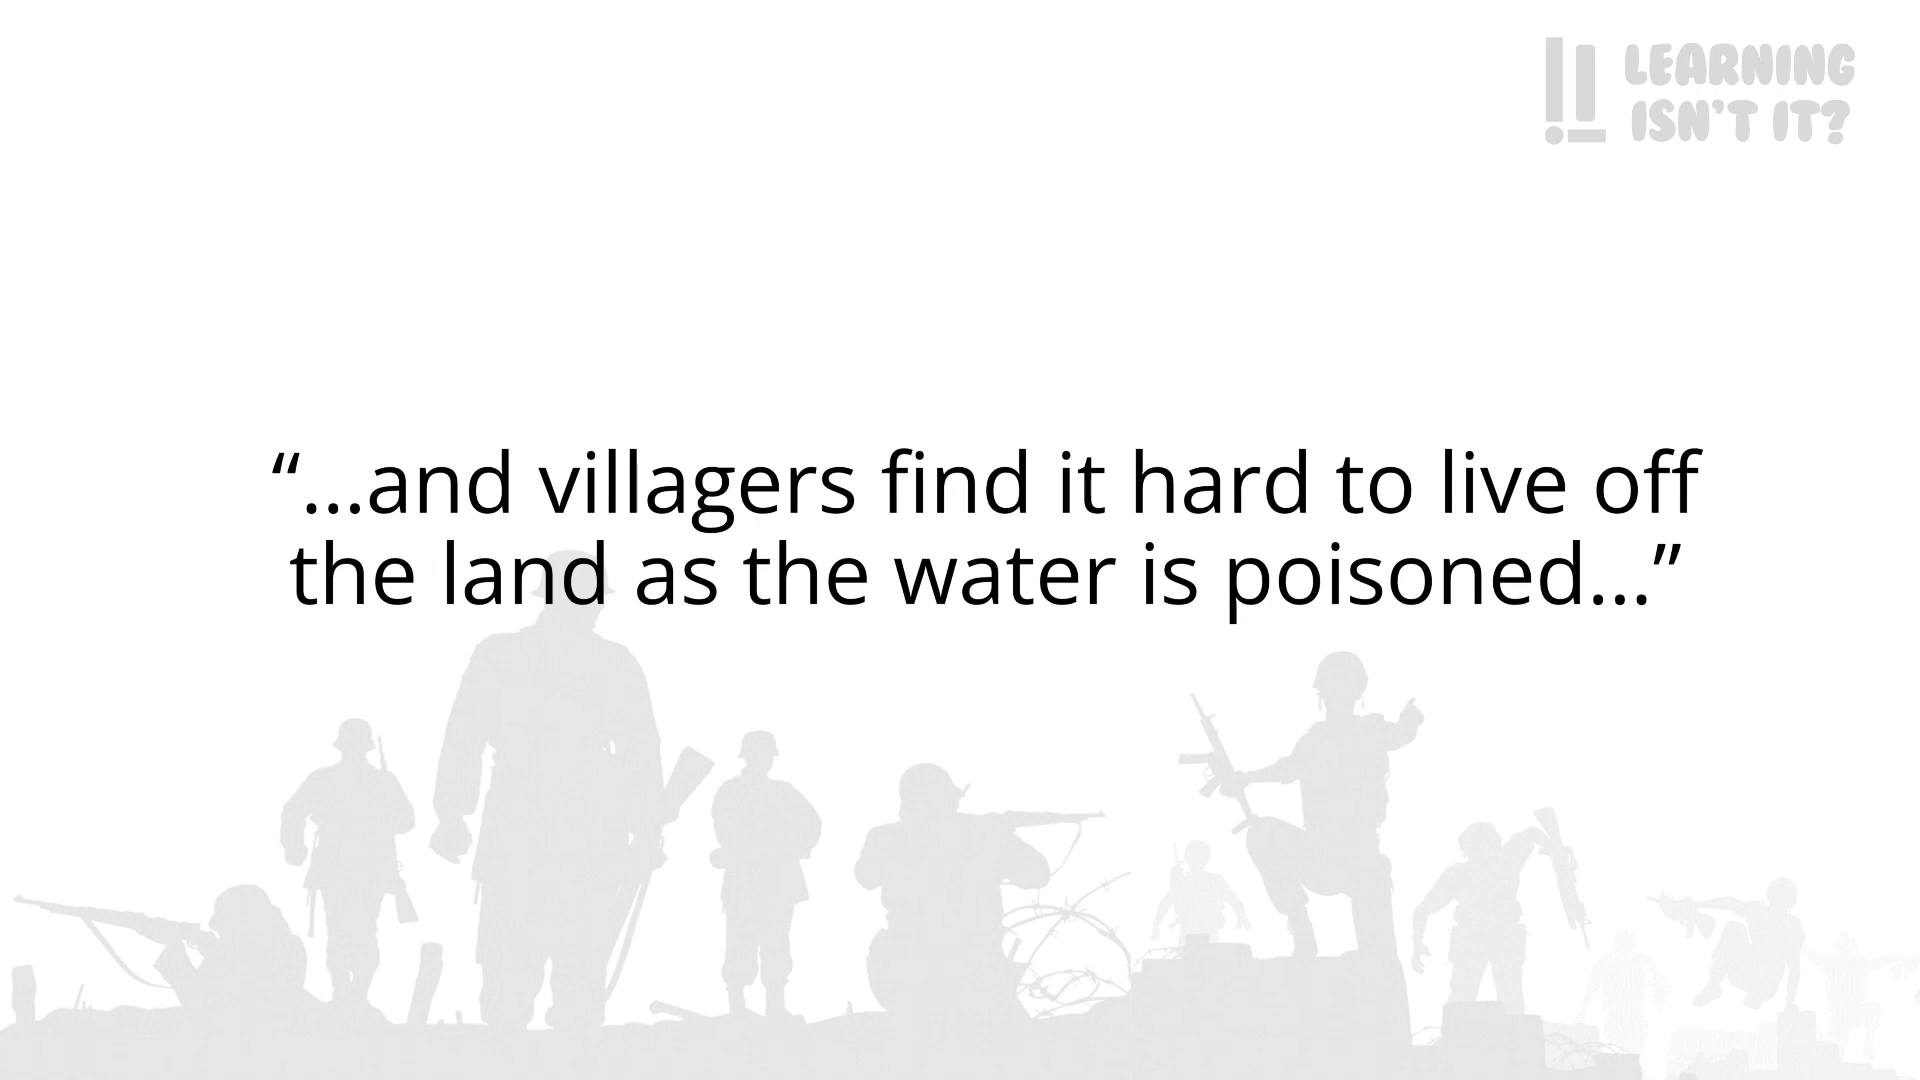 LEARNING
ISN'T IT?
“...and villagers find it hard to live off
the land as the water is poisoned...”